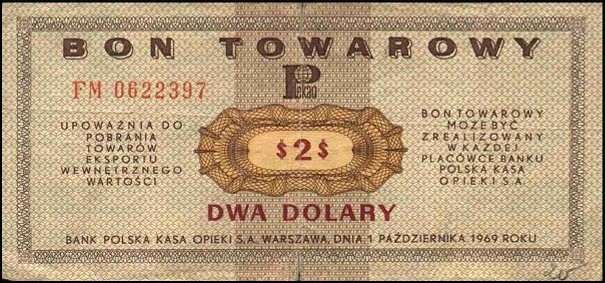 BON TOWAROWY
Pekao
FM 0622397
UPOWAŻNIA DO
POBRANIA
TOWARÓW
EKSPORTU
WEWNĘTRZNEGO
WARTOŚCI
$2$
BON TOWAROWY
MOŻE BYĆ
ZREALIZOWANY
W KAŻDEJ
PLACÓWCE BANKU
POLSKA KASA
OPIEKI S.A.
DWA DOLARY
BANK POLSKA KASA OPIEKI S.A. WARSZAWA, DNIA 1 PAŹDZIERNIKA 1969 ROKU